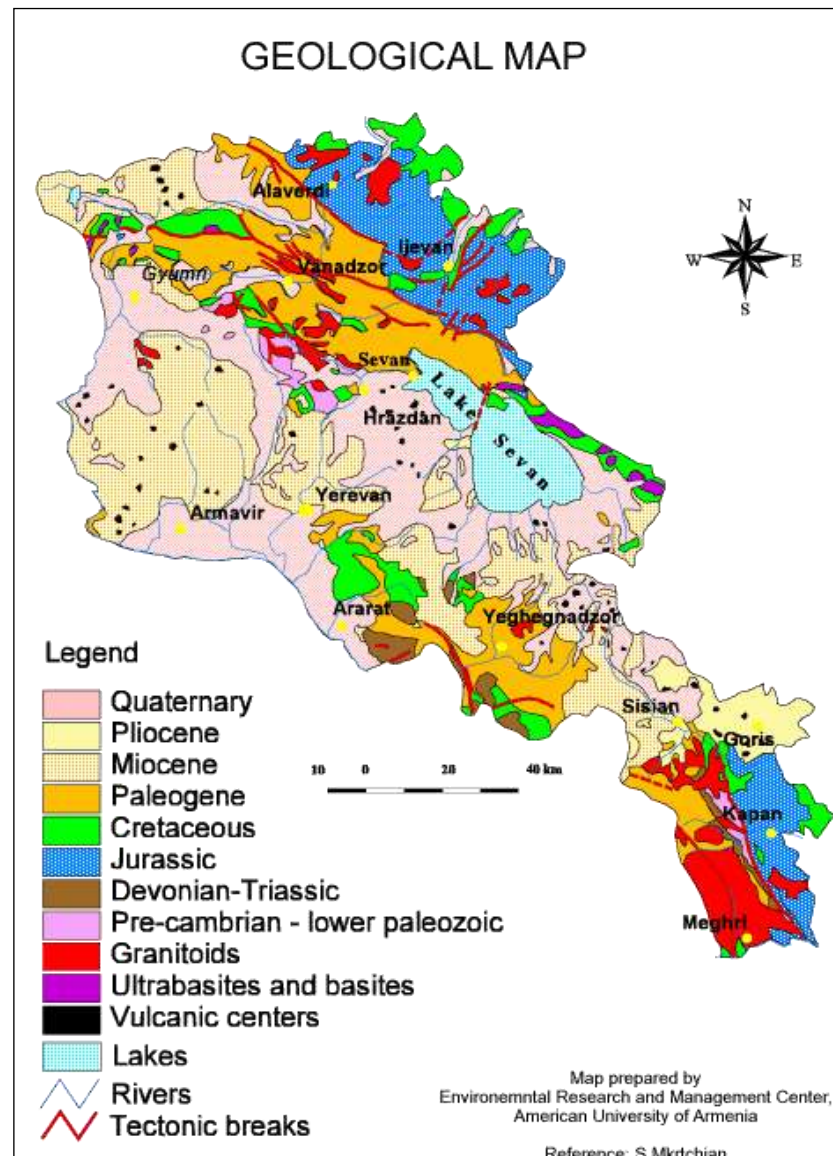 GEOLOGICAL MAP
Alaverdi
Ijevan
N
W E
S
Gyumri
Vanadzor
Sevan
Lake
Sevan
Hrazdan
Yerevan
Armavir
Ararat
Yeghegnadzor
Sisian
Goris
Kapan
Meghri
Legend
Quaternary
Pliocene
Miocene
Paleogene
Cretaceous
Jurassic
Devonian-Triassic
Pre-cambrian - lower paleozoic
Granitoids
Ultrabasites and basites
Vulcanic centers
Lakes
Rivers
Tectonic breaks
10 0 20 40 km
Map prepared by
Environemntal Research and Management Center,
American University of Armenia
Reference: S.Mkrtchian